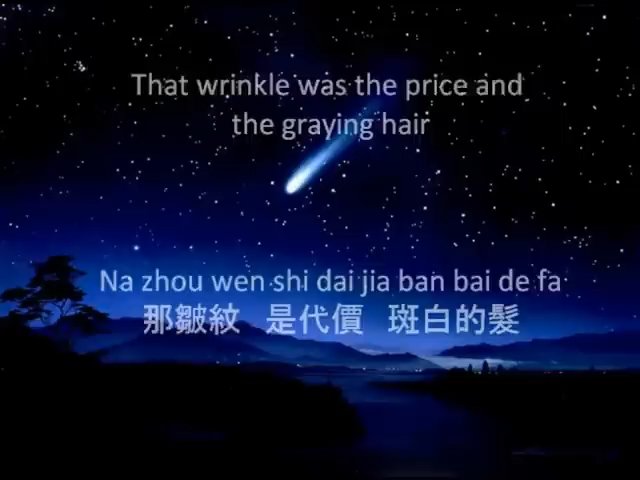 That wrinkle was the price and
the graying hair
Na zhou wen shi dai jia ban bai de fa
那皺紋 是代價 斑白的髮